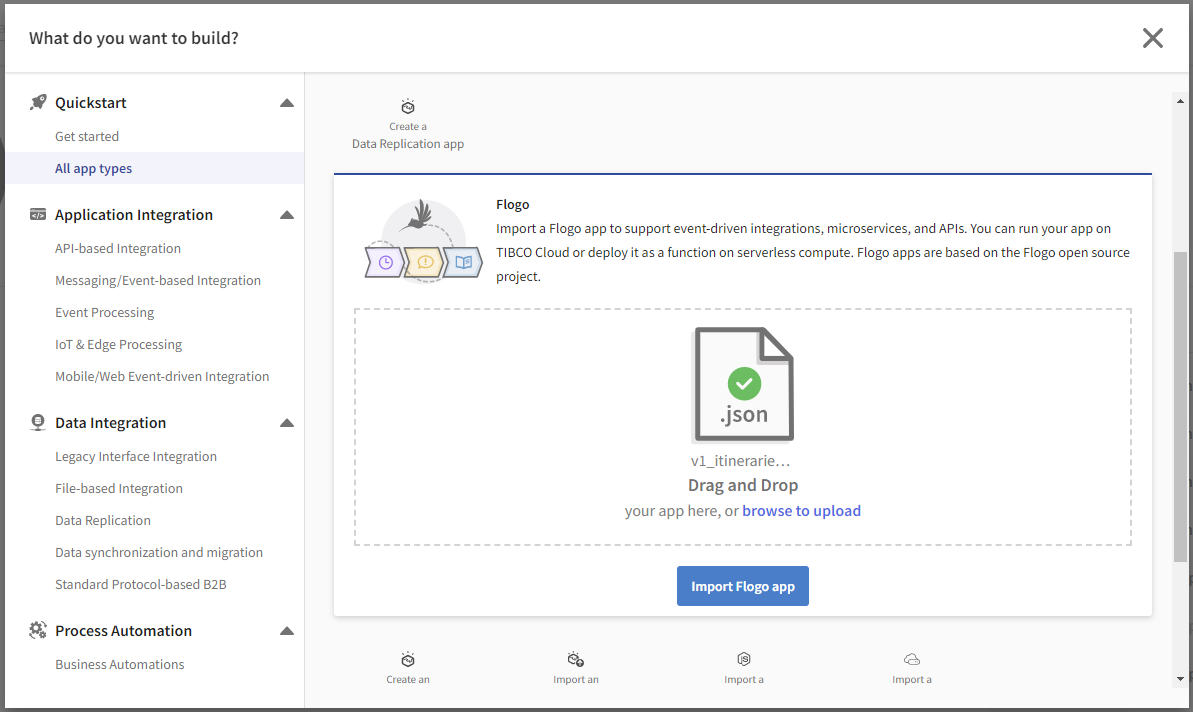 What do you want to build?
Quickstart
Get started
All app types
Application Integration
API-based Integration
Messaging/Event-based Integration
Event Processing
IoT & Edge Processing
Mobile/Web Event-driven Integration
Data Integration
Legacy Interface Integration
File-based Integration
Data Replication
Data synchronization and migration
Standard Protocol-based B2B
Process Automation
Business Automations
Create a
Data Replication app
Flogo
Import a Flogo app to support event-driven integrations, microservices, and APIs. You can run your app on
TIBCO Cloud or deploy it as a function on serverless compute. Flogo apps are based on the Flogo open source
project.
.json
v1_itinerarie...
Drag and Drop
your app here, or browse to upload
Import Flogo app
Create an
Import an
Import a
Import a